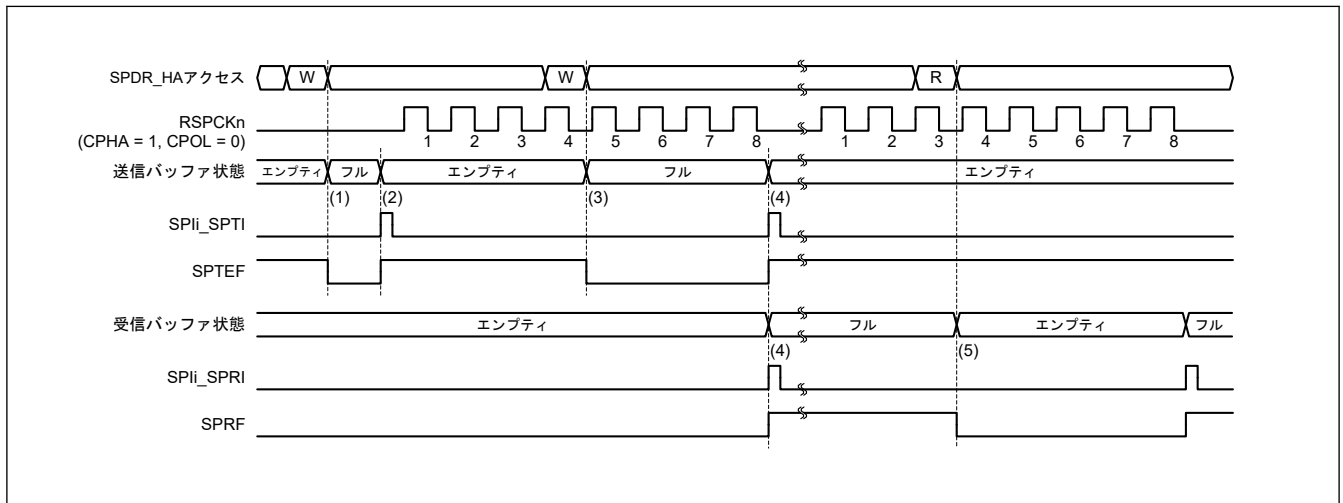 SPDR_HAアクセス W W R
RSPCKn
(CPHA = 1, CPOL = 0)
1 2 3 4 5 6 7 8 1 2 3 4 5 6 7 8
送信バッファ状態 エンプティ フル エンプティ フル エンプティ
(1) (2) (3) (4)
SPIi_SPTI
SPTEF
受信バッファ状態 エンプティ フル エンプティ フル
(4) (5)
SPIi_SPRI
SPRF